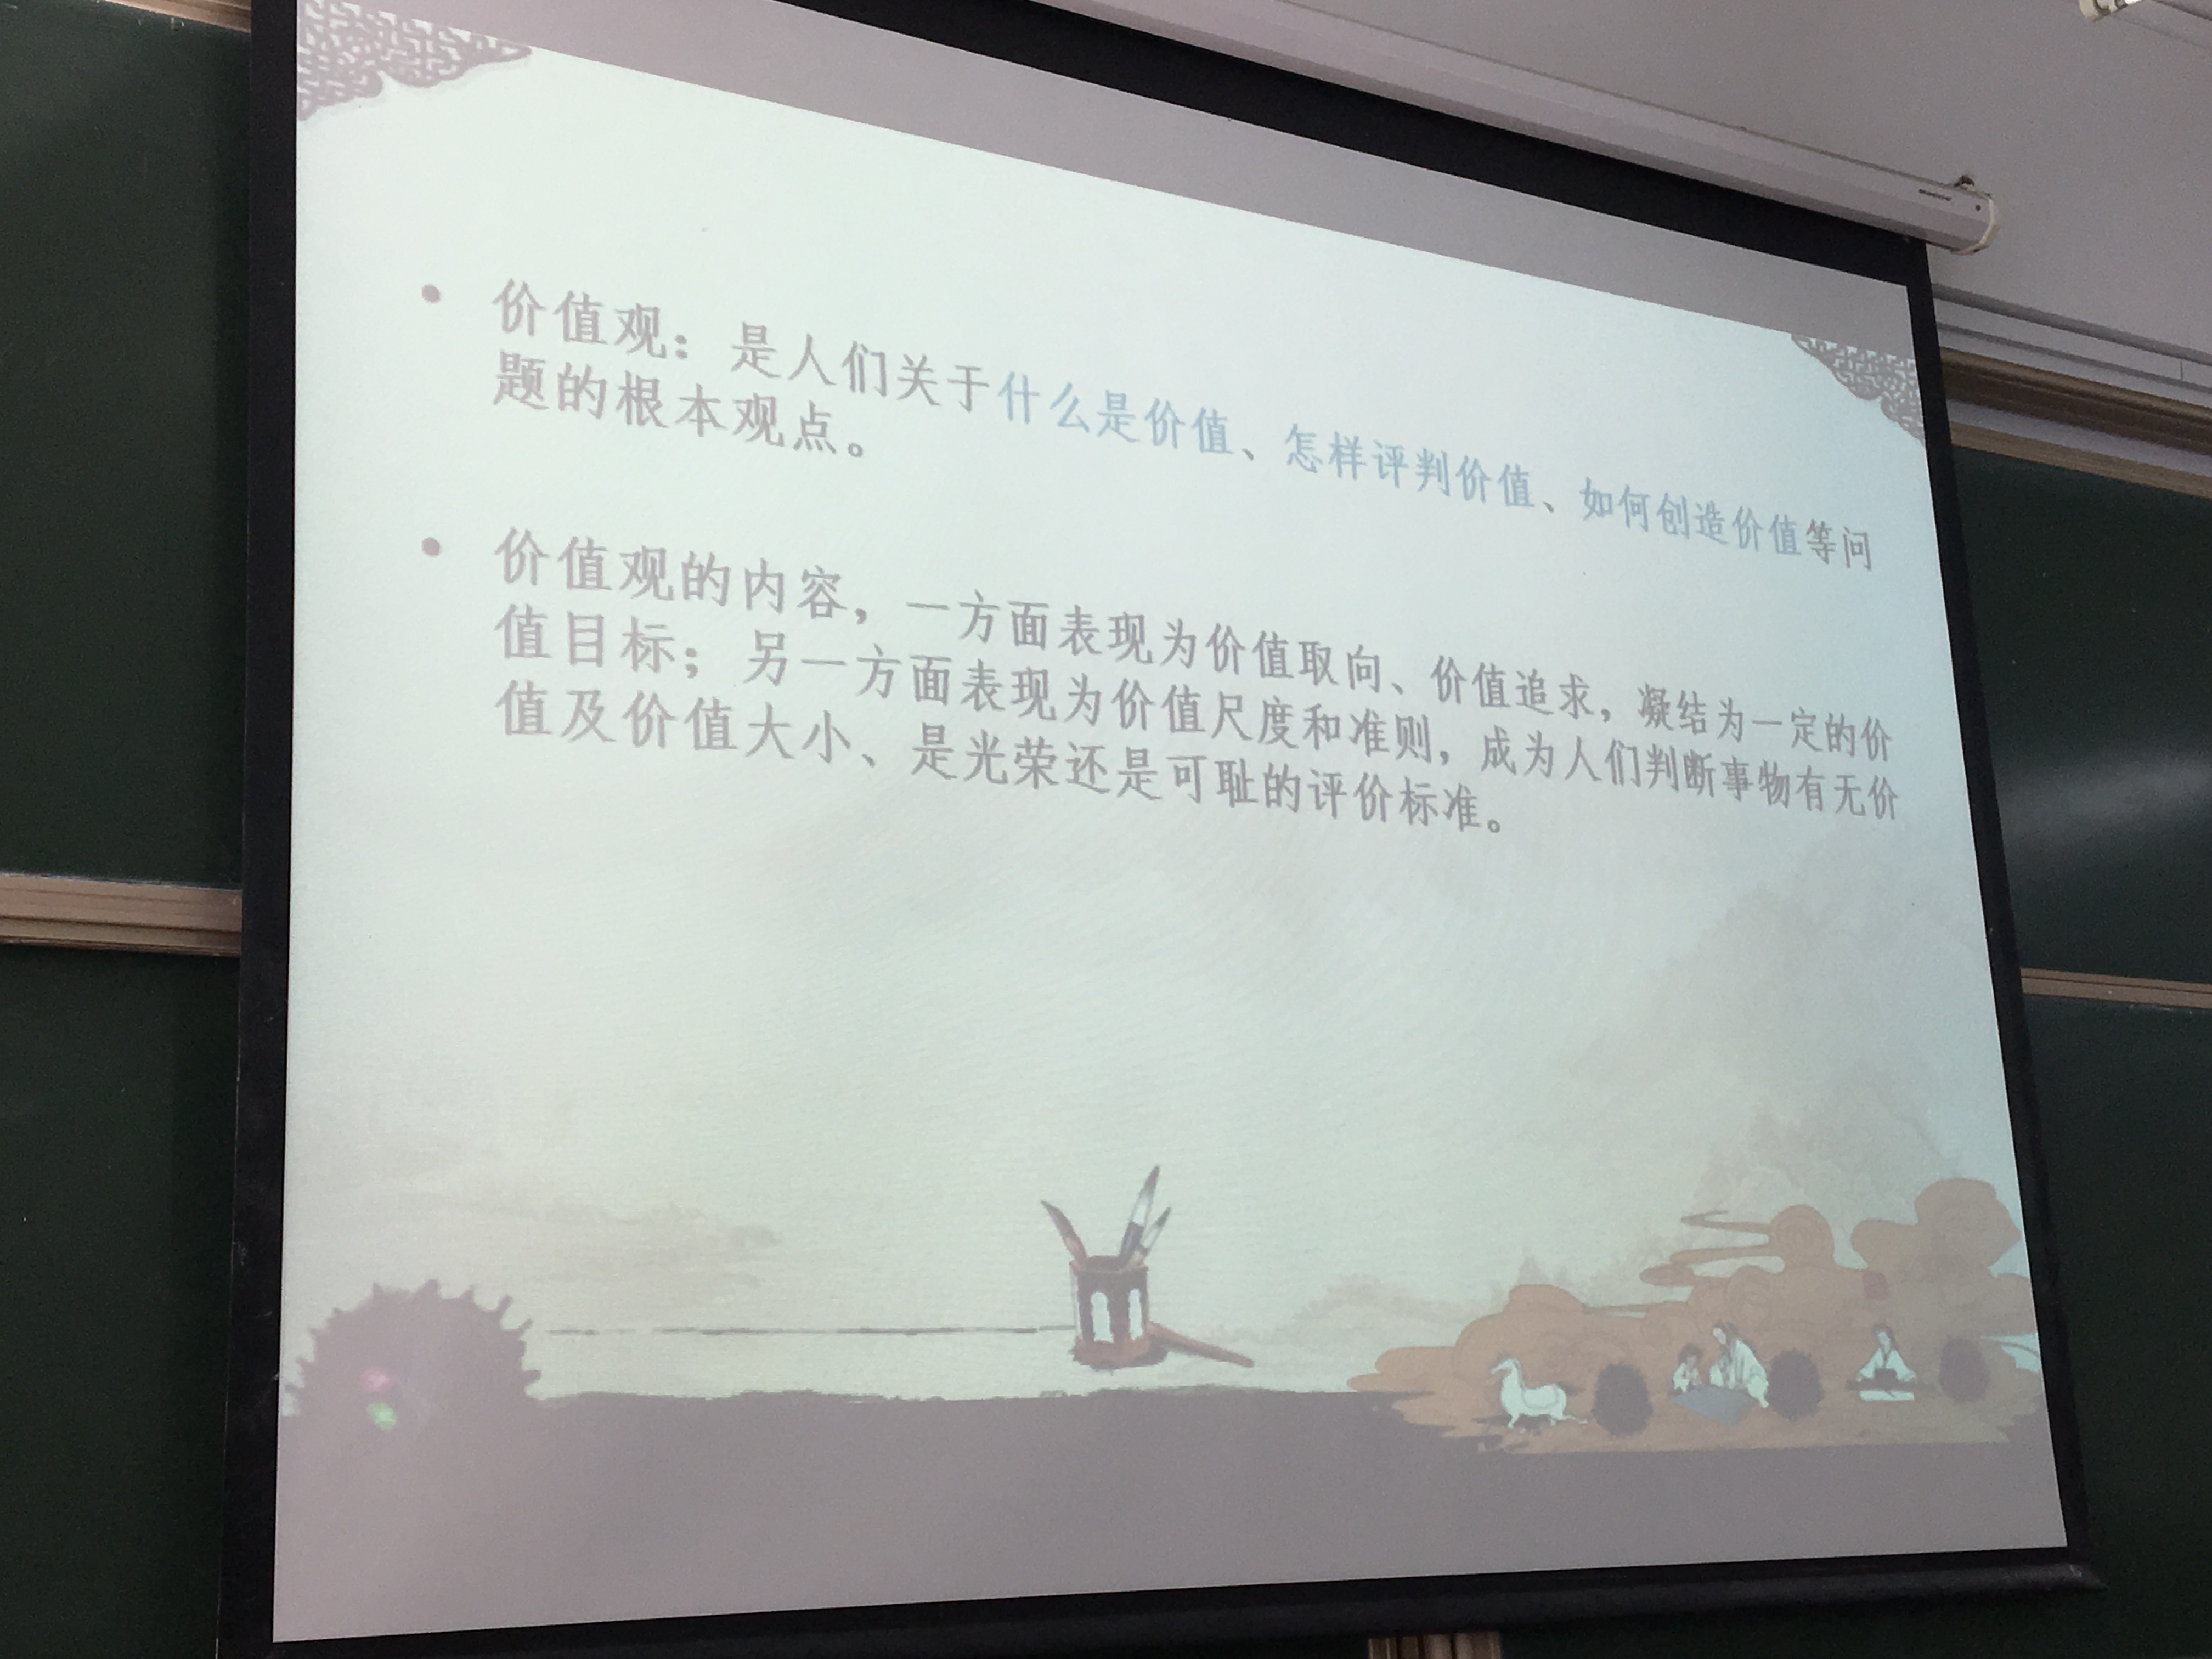 • 价值观：是人们关于什么是价值、怎样评判价值、如何创造价值等问
题的根本观点。
• 价值观的内容，一方面表现为价值取向、价值追求，凝结为一定的价
值目标；另一方面表现为价值尺度和准则，成为人们判断事物有无价
值及价值大小、是光荣还是可耻的评价标准。